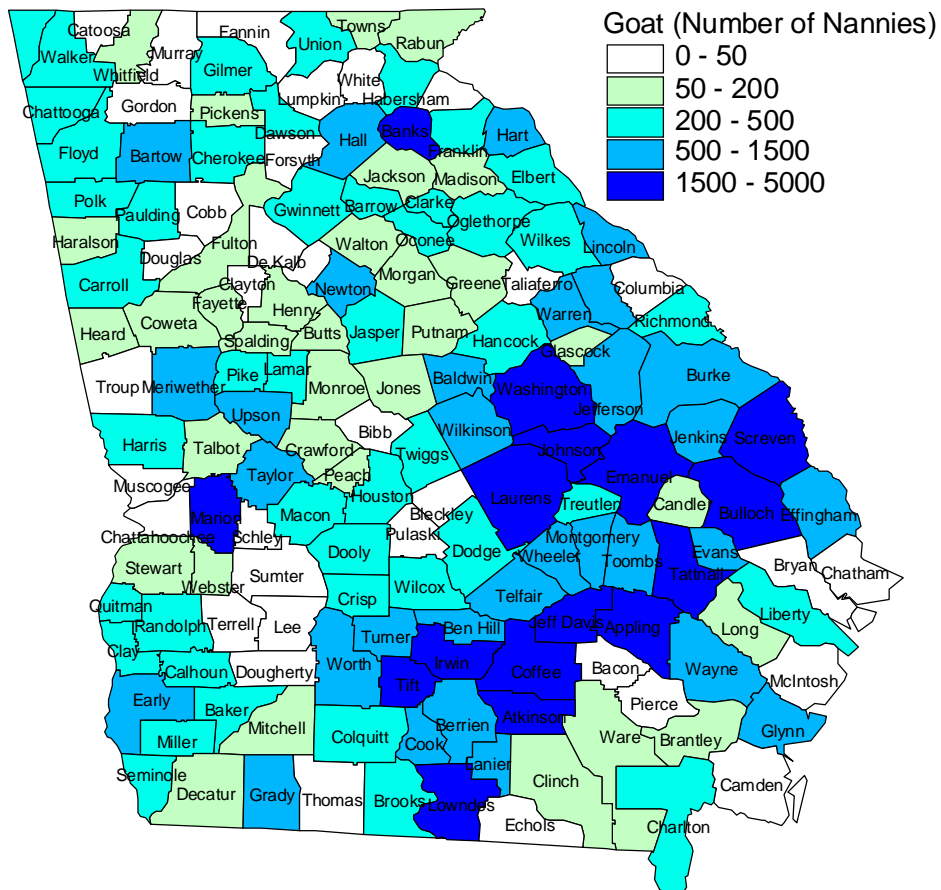 Goat (Number of Nannies)
0 - 50
50 - 200
200 - 500
500 - 1500
1500 - 5000
Catoosa
Fannin
Towns
Union
Rabun
Walker
Murray
Whitfield
Gilmer
White
Lumpkin
Habersham
Chattooga
Gordon
Pickens
Dawson
Hall
Banks
Hart
Floyd
Bartow
Cherokee
Forsyth
Franklin
Jackson
Madison
Elbert
Polk
Paulding
Cobb
Gwinnett
Barrow
Clarke
Oglethorpe
Haralson
Fulton
Walton
Oconee
Wilkes
Lincoln
Douglas
De Kalb
Carroll
Clayton
Newton
Morgan
Greene
Taliaferro
Columbia
Fayette
Henry
Warren
Richmond
Heard
Coweta
Spalding
Butts
Jasper
Putnam
Hancock
Glascock
Troup
Meriwether
Pike
Lamar
Monroe
Jones
Baldwin
Washington
Jefferson
Burke
Upson
Bibb
Wilkinson
Jenkins
Screven
Harris
Talbot
Crawford
Twiggs
Johnson
Muscogee
Taylor
Peach
Houston
Laurens
Emanuel
Treutlen
Candler
Bulloch
Effingham
Marion
Macon
Bleckley
Chattahoochee
Schley
Pulaski
Dooly
Dodge
Montgomery
Wheeler
Toombs
Evans
Tattnall
Bryan
Chatham
Stewart
Webster
Sumter
Crisp
Wilcox
Telfair
Quitman
Randolph
Terrell
Lee
Turner
Ben Hill
Jeff Davis
Appling
Long
Liberty
Clay
Calhoun
Dougherty
Worth
Irwin
Coffee
Bacon
Wayne
McIntosh
Tift
Early
Baker
Mitchell
Berrien
Atkinson
Pierce
Miller
Colquitt
Cook
Ware
Brantley
Glynn
Lanier
Seminole
Decatur
Grady
Thomas
Brooks
Lowndes
Clinch
Camden
Echols
Charlton